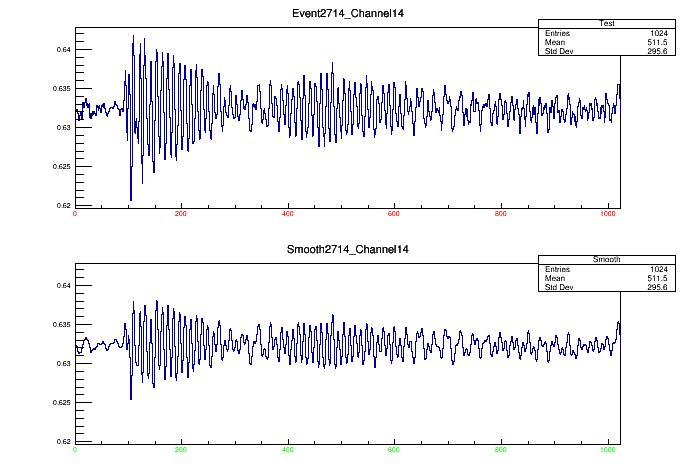 Event2714_Channel14
Test
Entries 1024
Mean 511.5
Std Dev 295.6
0.64
0.635
0.63
0.625
0.62
0 200 400 600 800 1000
Smooth2714_Channel14
Smooth
Entries 1024
Mean 511.5
Std Dev 295.6
0.64
0.635
0.63
0.625
0.62
0 200 400 600 800 1000